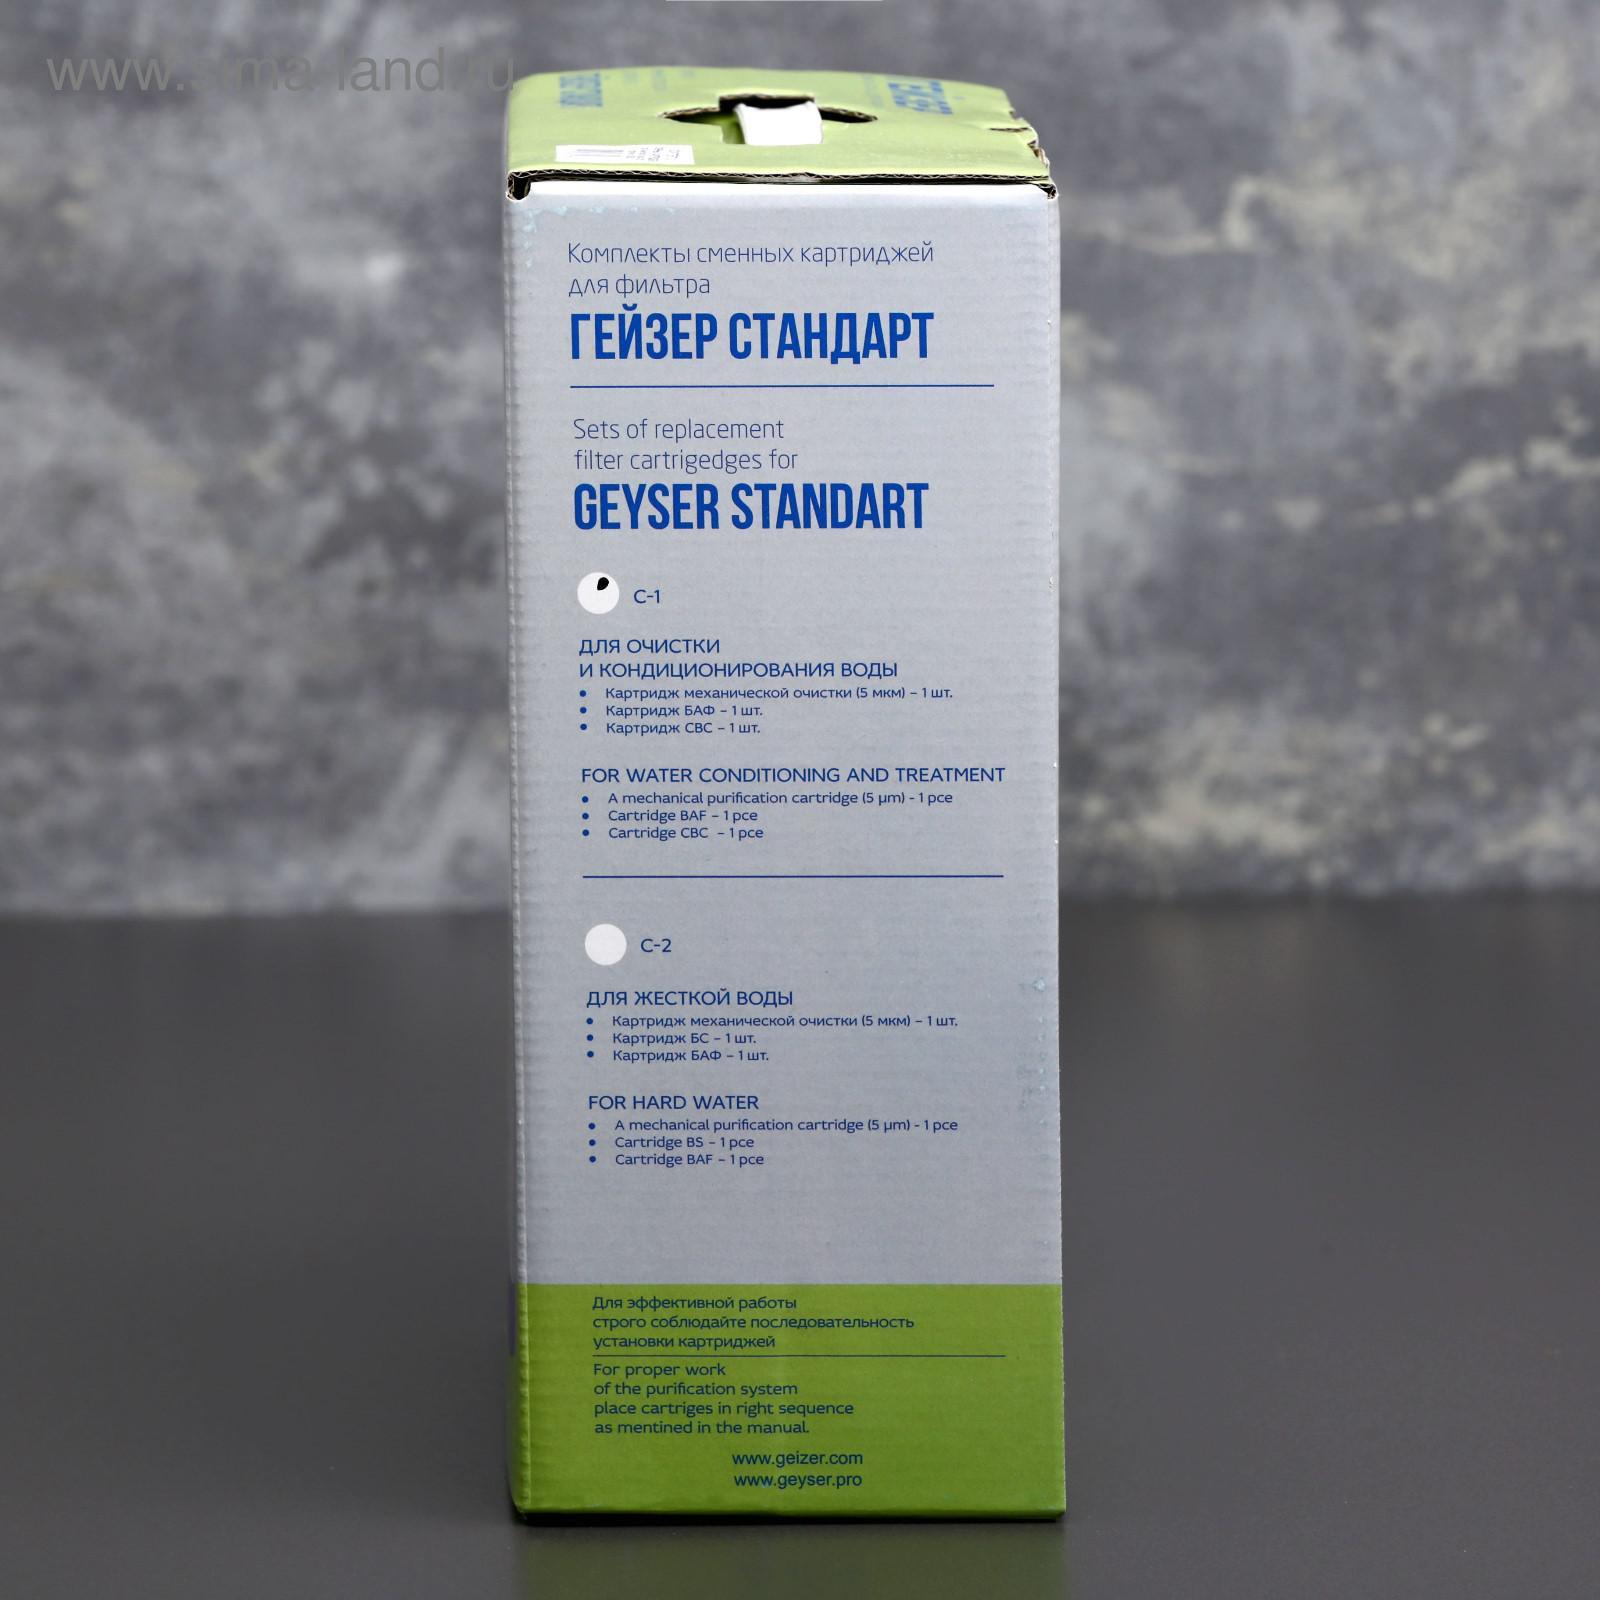 www.sima-land.ru
Комплекты сменных картриджей
для фильтра
ГЕЙЗЕР СТАНДАРТ
Sets of replacement
filter cartrigedges for
GEYSER STANDART
С-1
ДЛЯ ОЧИСТКИ
И КОНДИЦИОНИРОВАНИЯ ВОДЫ
• Картридж механической очистки (5 мкм) – 1 шт.
• Картридж БАФ – 1 шт.
• Картридж СВС – 1 шт.
FOR WATER CONDITIONING AND TREATMENT
• A mechanical purification cartridge (5 µm) - 1 pce
• Cartridge BAF – 1 pce
• Cartridge CBC – 1 pce
С-2
ДЛЯ ЖЕСТКОЙ ВОДЫ
• Картридж механической очистки (5 мкм) – 1 шт.
• Картридж БС – 1 шт.
• Картридж БАФ – 1 шт.
FOR HARD WATER
• A mechanical purification cartridge (5 µm) - 1 pce
• Cartridge BS – 1 pce
• Cartridge BAF – 1 pce
Для эффективной работы
строго соблюдайте последовательность
установки картриджей
For proper work
of the purification system
place cartriges in right sequence
as mentined in the manual.
www.geizer.com
www.geyser.pro